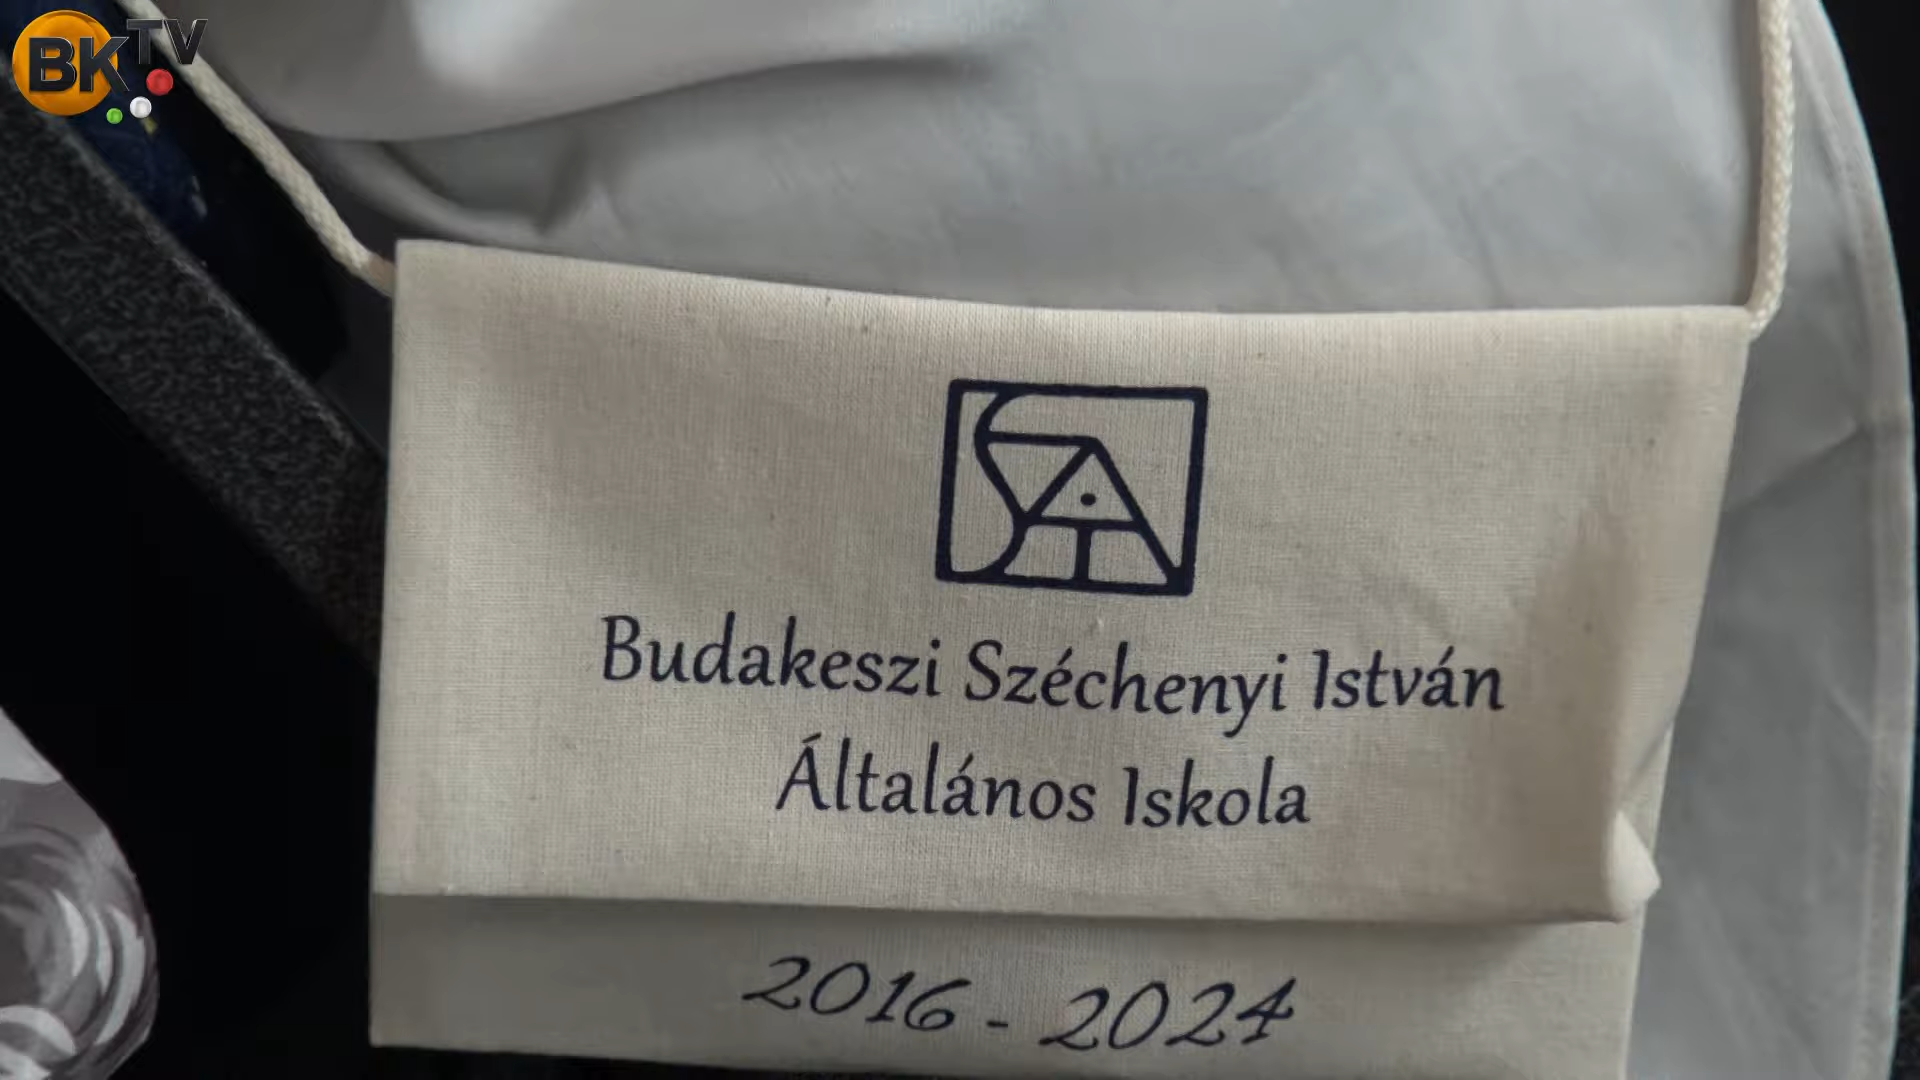 BKTV
Budakeszi Széchenyi István
Általános Iskola
2016 - 2024